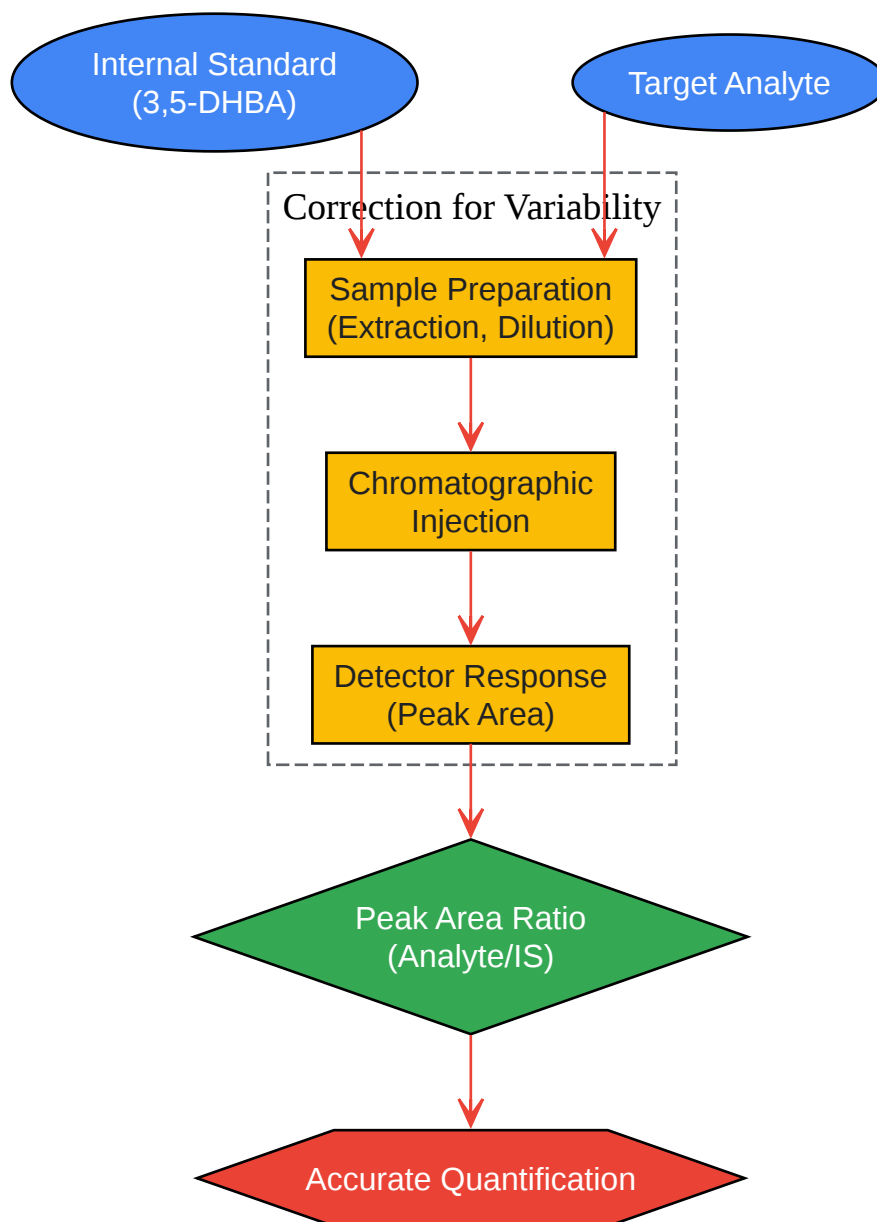 Internal Standard
(3,5-DHBA)
Target Analyte
Correction for Variability
Sample Preparation
(Extraction, Dilution)
Chromatographic
Injection
Detector Response
(Peak Area)
Peak Area Ratio
(Analyte/IS)
Accurate Quantification